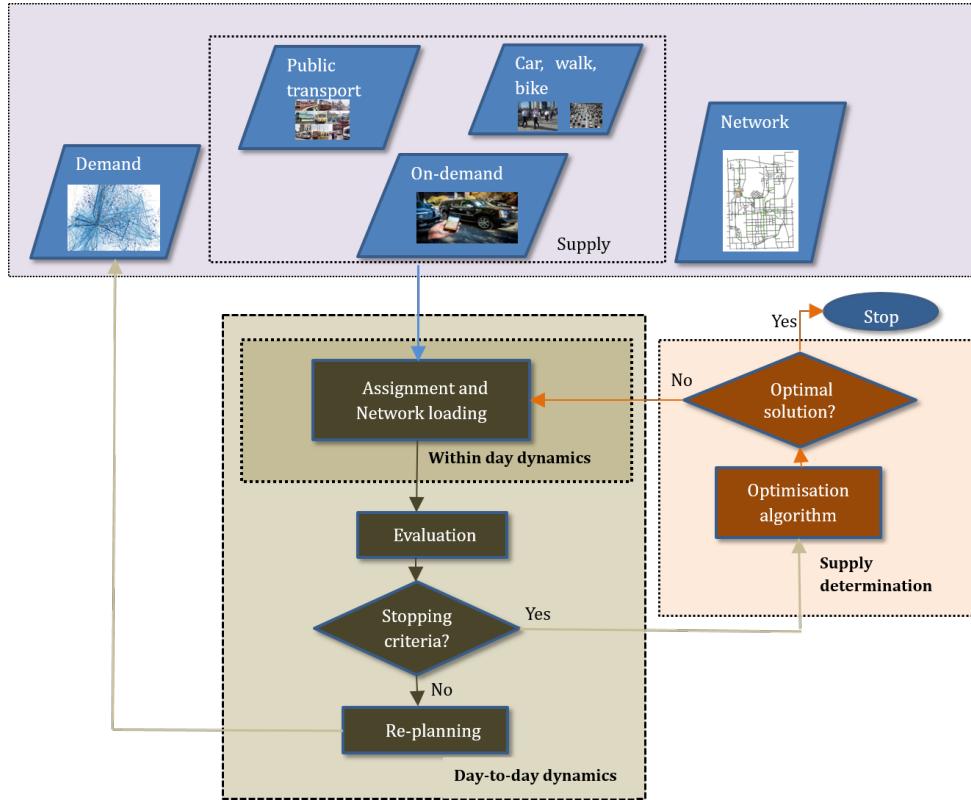 Public
transport
Car, walk,
bike
Network
Demand
On-demand
Supply
Yes
Stop
Assignment and
Network loading
No
Optimal
solution?
Within day dynamics
Optimisation
algorithm
Evaluation
Supply
determination
Stopping
criteria?
Yes
No
Re-planning
Day-to-day dynamics